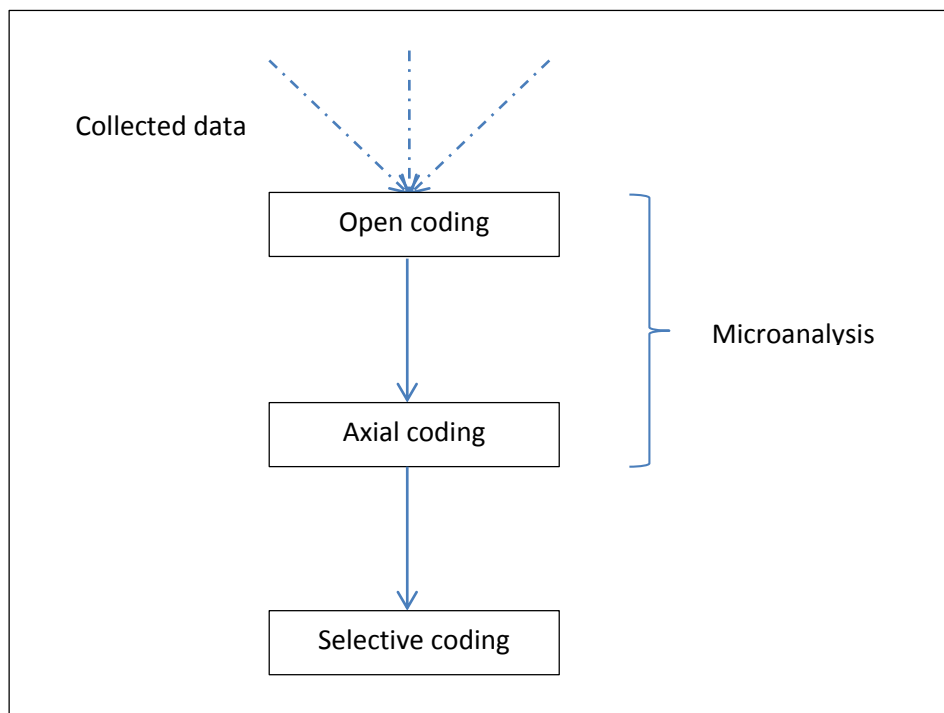 Collected data
Open coding
Microanalysis
Axial coding
Selective coding